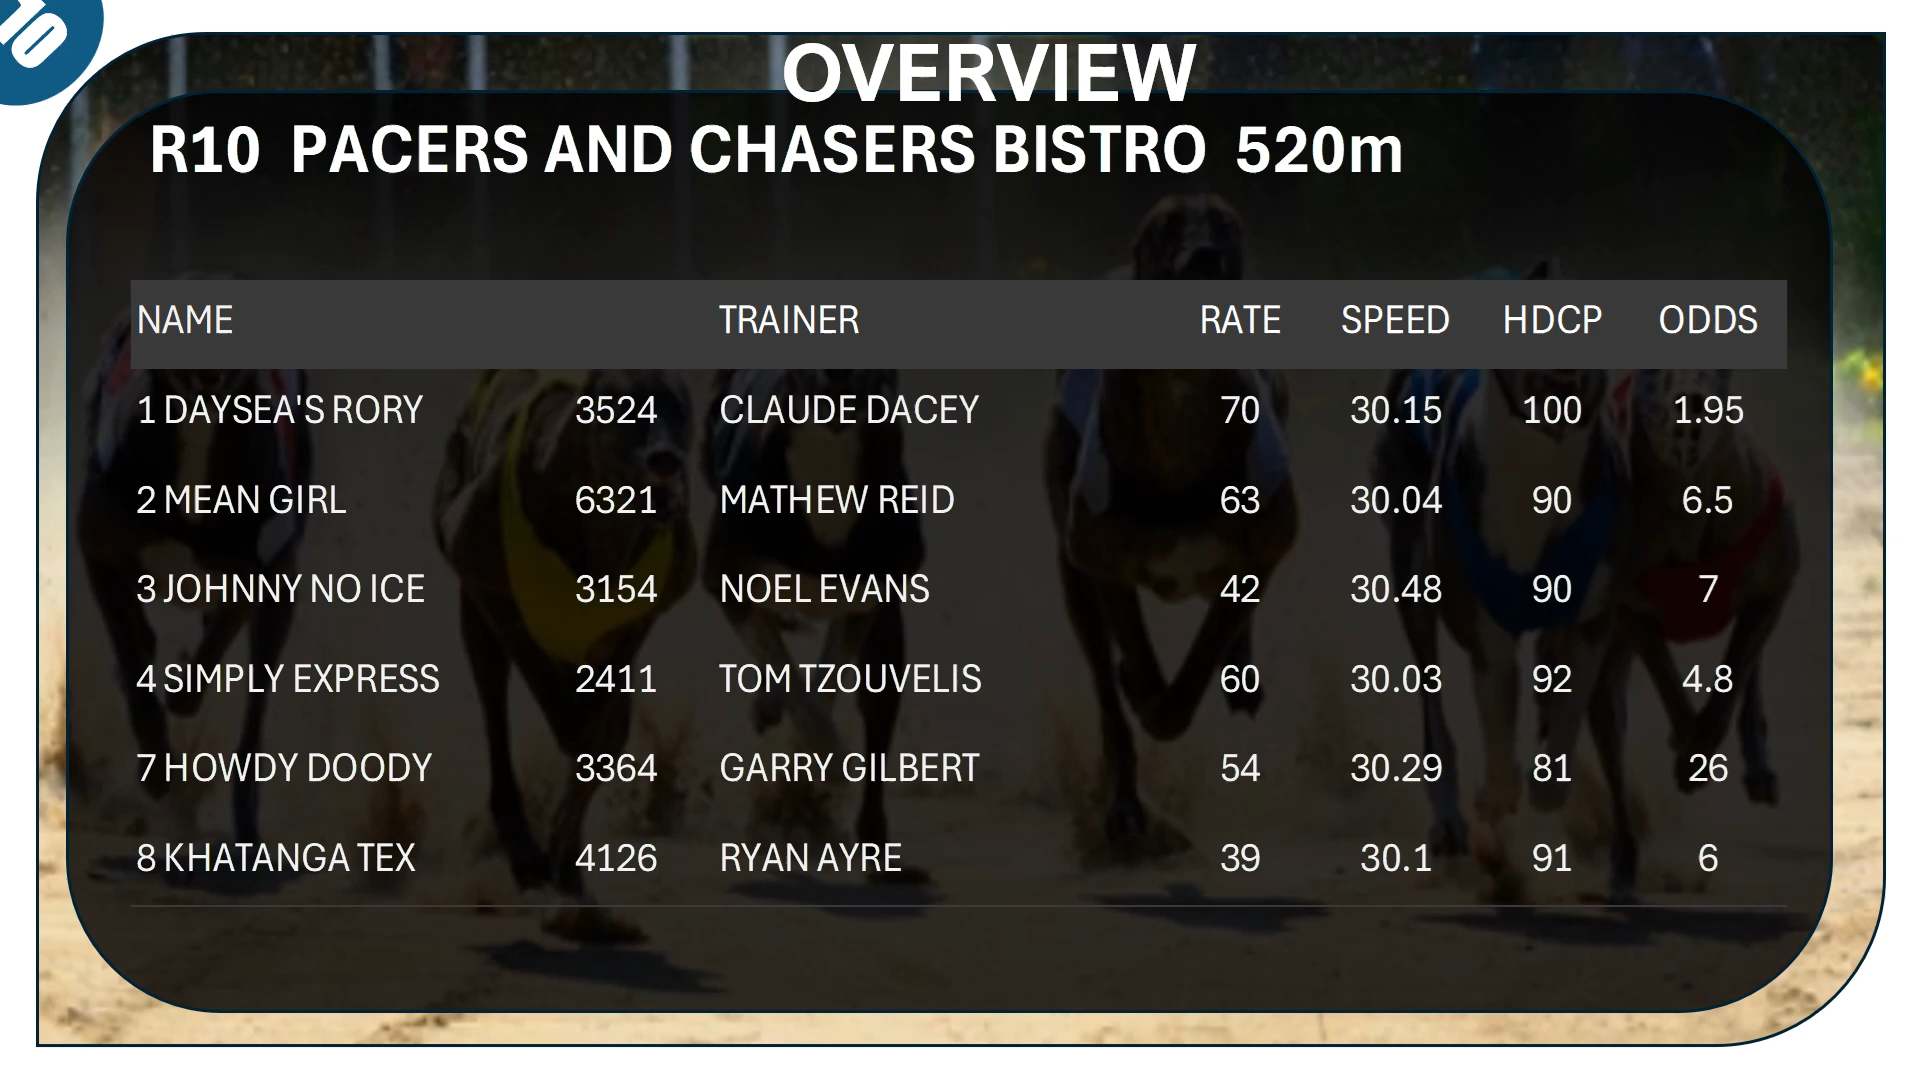 10
OVERVIEW
R10 PACERS AND CHASERS BISTRO 520m
NAME TRAINER RATE SPEED HDCP ODDS
1 DAYSEA'S RORY 3524 CLAUDE DACEY 70 30.15 100 1.95
2 MEAN GIRL 6321 MATHEW REID 63 30.04 90 6.5
3 JOHNNY NO ICE 3154 NOEL EVANS 42 30.48 90 7
4 SIMPLY EXPRESS 2411 TOM TZOUVELIS 60 30.03 92 4.8
7 HOWDY DOODY 3364 GARRY GILBERT 54 30.29 81 26
8 KHATANGA TEX 4126 RYAN AYRE 39 30.1 91 6